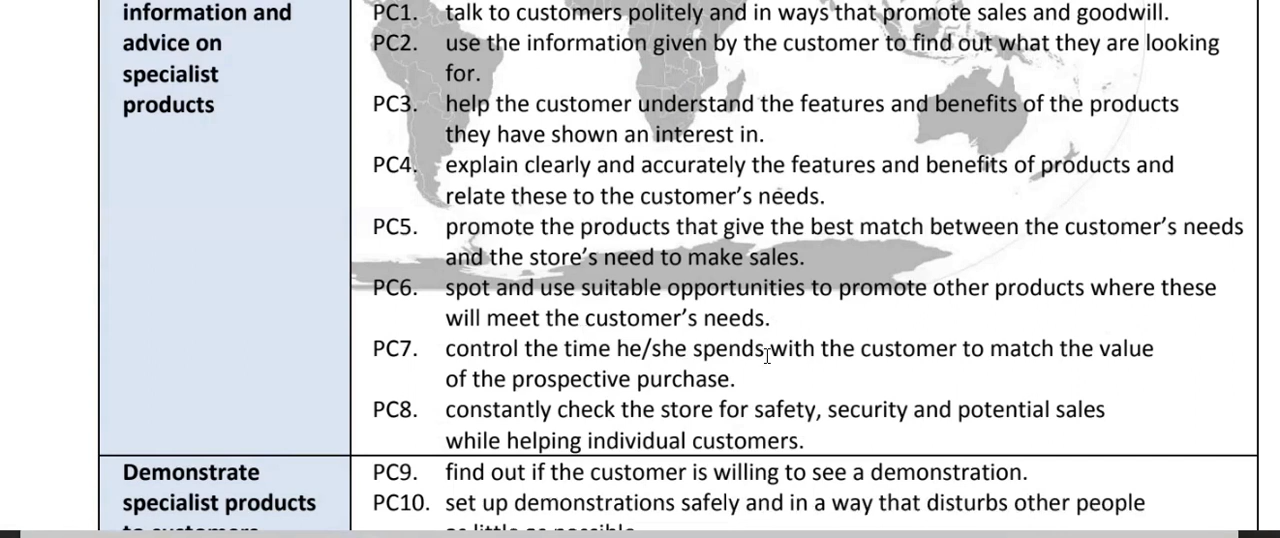 information and
advice on
specialist
products
PC1. talk to customers politely and in ways that promote sales and goodwill.
PC2. use the information given by the customer to find out what they are looking
for.
PC3. help the customer understand the features and benefits of the products
they have shown an interest in.
PC4. explain clearly and accurately the features and benefits of products and
relate these to the customer's needs.
PC5. promote the products that give the best match between the customer's needs
and the store's need to make sales.
PC6. spot and use suitable opportunities to promote other products where these
will meet the customer's needs.
PC7. control the time he/she spends with the customer to match the value
of the prospective purchase.
PC8. constantly check the store for safety, security and potential sales
while helping individual customers.
Demonstrate
specialist products
to customers
PC9. find out if the customer is willing to see a demonstration.
PC10. set up demonstrations safely and in a way that disturbs other people
as little as possible.